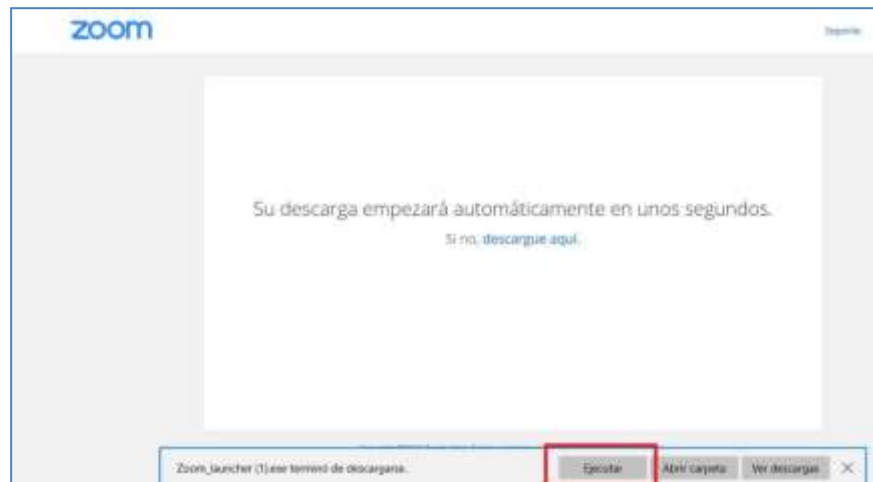 zoom
Soporte
Su descarga empezará automáticamente en unos segundos.
Si no, descargue aquí.
Zoom_launcher (1).exe terminó de descargarse.
Ejecutar
Abrir carpeta
Ver descargas